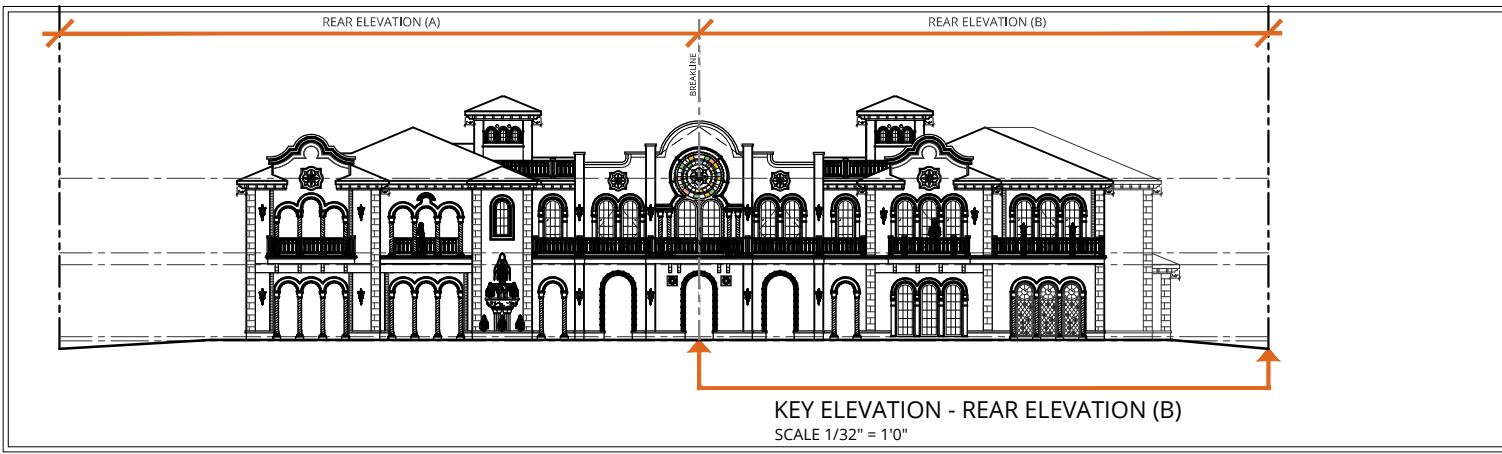 REAR ELEVATION (A)
REAR ELEVATION (B)
BREAKLINE
KEY ELEVATION - REAR ELEVATION (B)
SCALE 1/32" = 1'0"